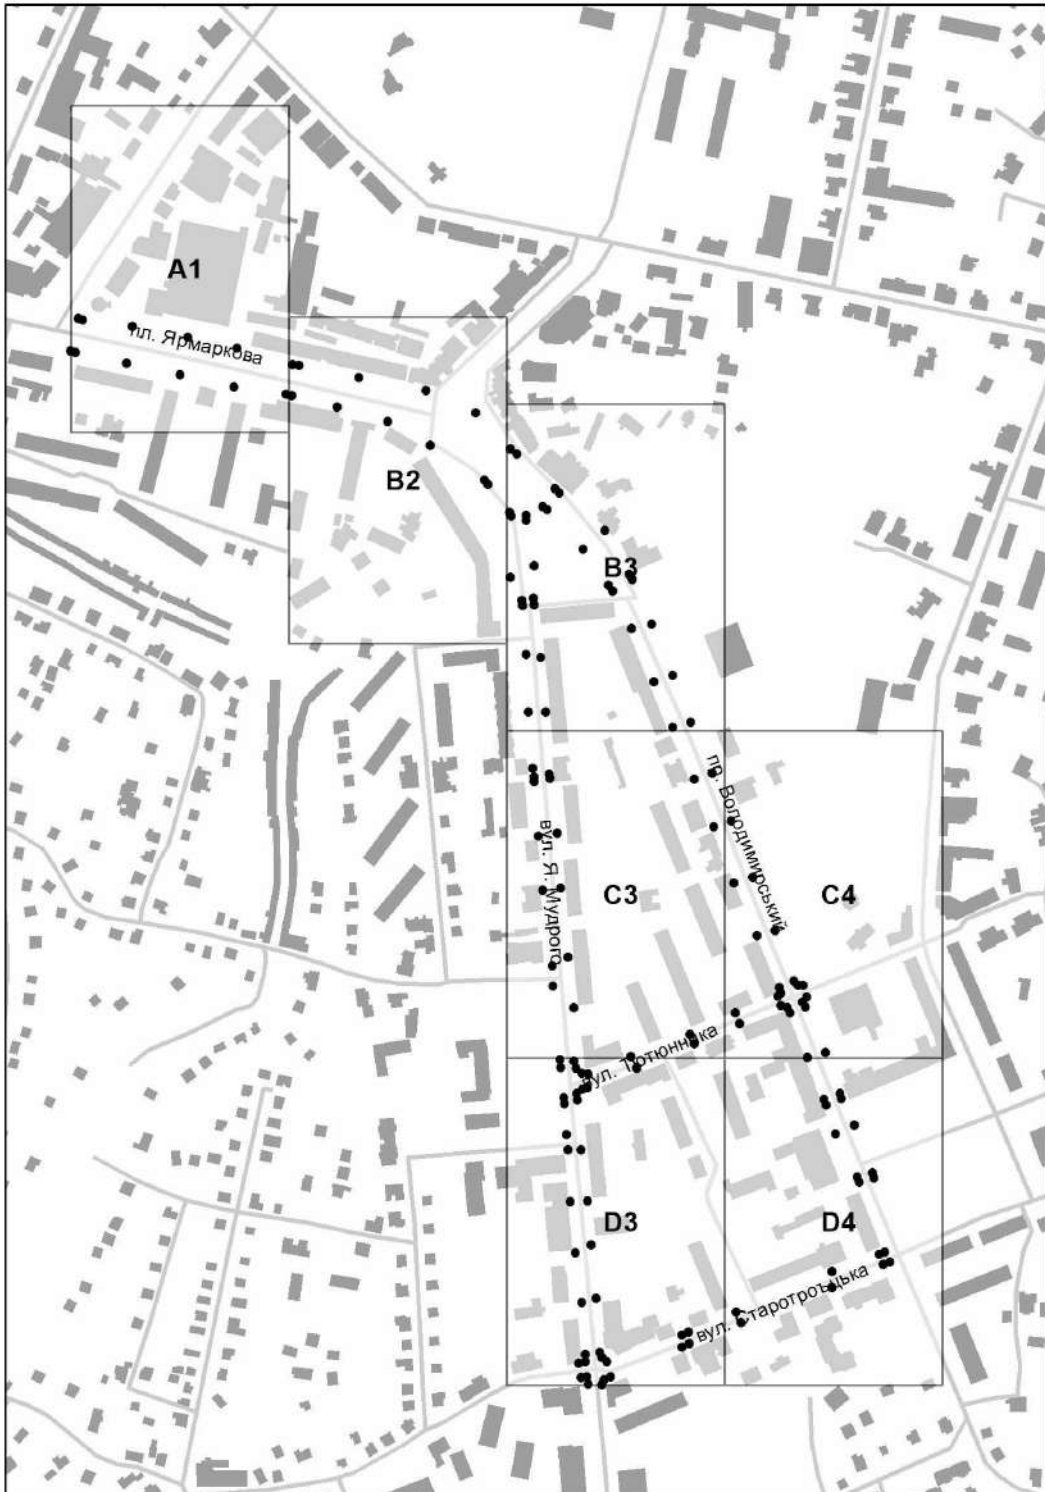 A1
пл. Ярмаркова
B2
B3
пр. Володимирський
вул. Я. Мудрого
C3
C4
вул. Тютюнника
D3
D4
вул. Старотроъцька